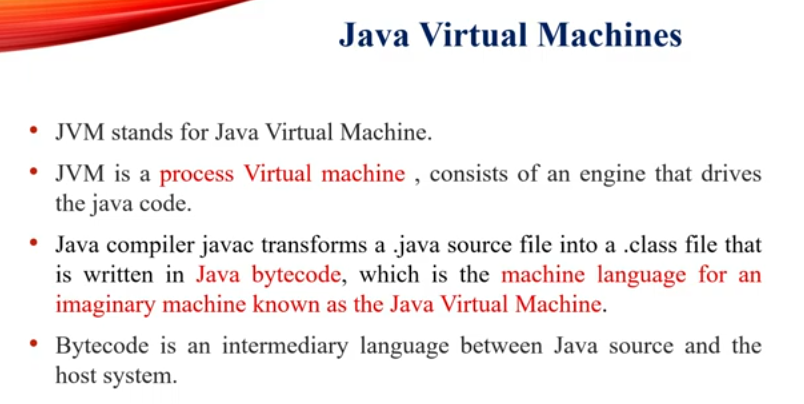 Java Virtual Machines
• JVM stands for Java Virtual Machine.
• JVM is a process Virtual machine , consists of an engine that drives
the java code.
• Java compiler javac transforms a .java source file into a .class file that
is written in Java bytecode, which is the machine language for an
imaginary machine known as the Java Virtual Machine.
• Bytecode is an intermediary language between Java source and the
host system.